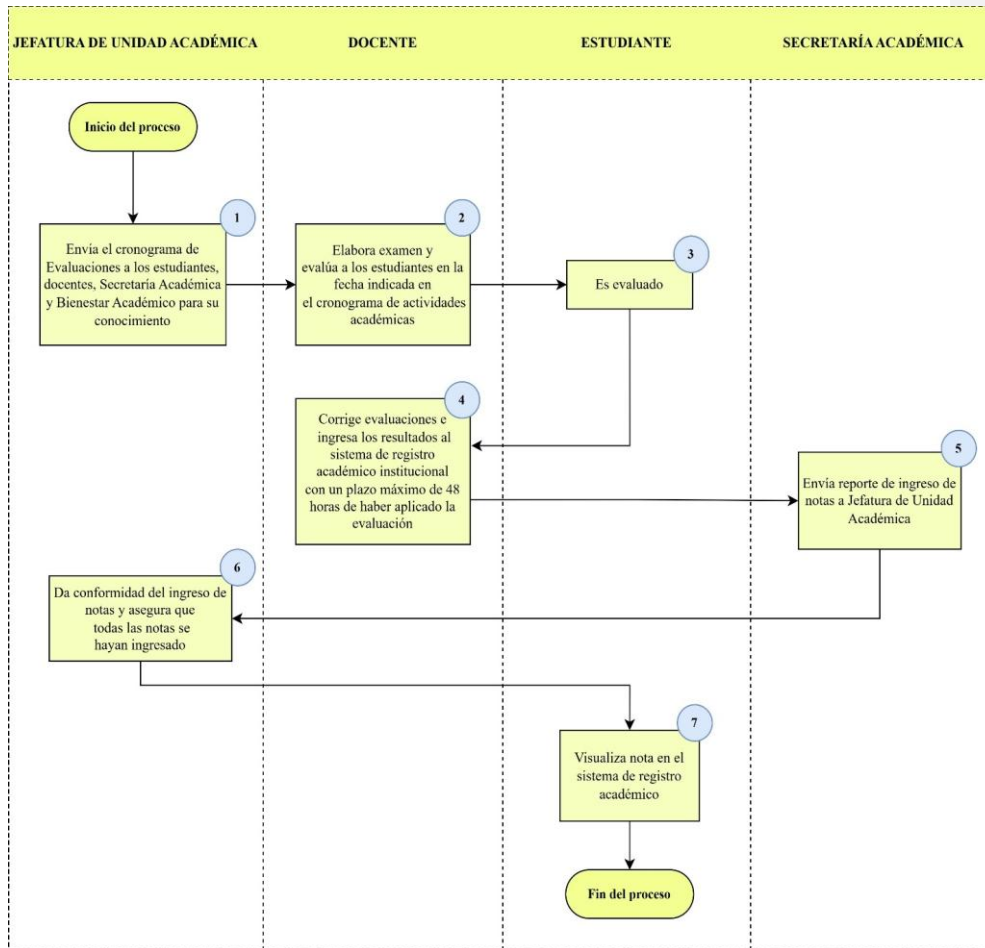 JEFATURA DE UNIDAD ACADÉMICA
DOCENTE
ESTUDIANTE
SECRETARÍA ACADÉMICA
Inicio del proceso
1
Envía el cronograma de
Evaluaciones a los estudiantes,
docentes, Secretaría Académica
y Bienestar Académico para su
conocimiento
2
Elabora examen y
evalúa a los estudiantes en la
fecha indicada en
el cronograma de actividades
académicas
3
Es evaluado
4
Corrige evaluaciones e
ingresa los resultados al
sistema de registro
académico institucional
con un plazo máximo de 48
horas de haber aplicado la
evaluación
5
Envía reporte de ingreso de
notas a Jefatura de Unidad
Académica
6
Da conformidad del ingreso de
notas y asegura que
todas las notas se
hayan ingresado
7
Visualiza nota en el
sistema de registro
académico
Fin del proceso